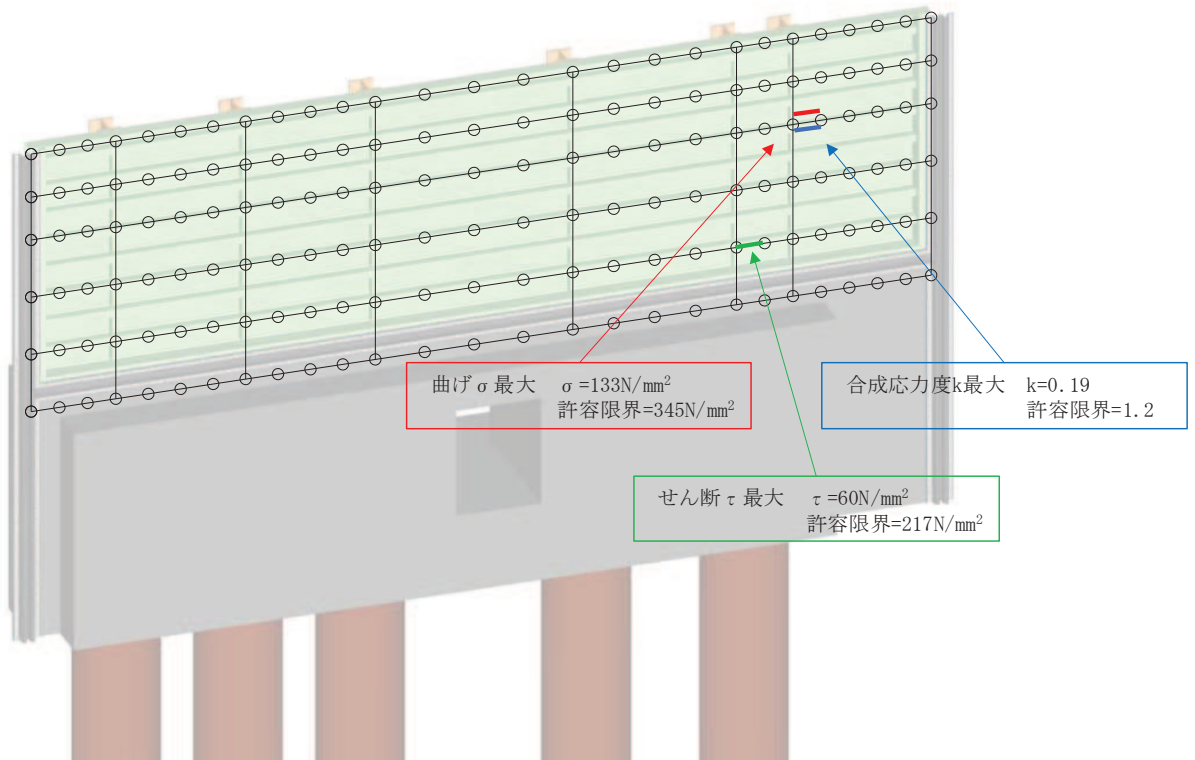 曲げσ最大 σ=133N/mm²
許容限界=345N/mm²
合成応力度k最大 k=0.19
許容限界=1.2
せん断τ最大 τ=60N/mm²
許容限界=217N/mm²